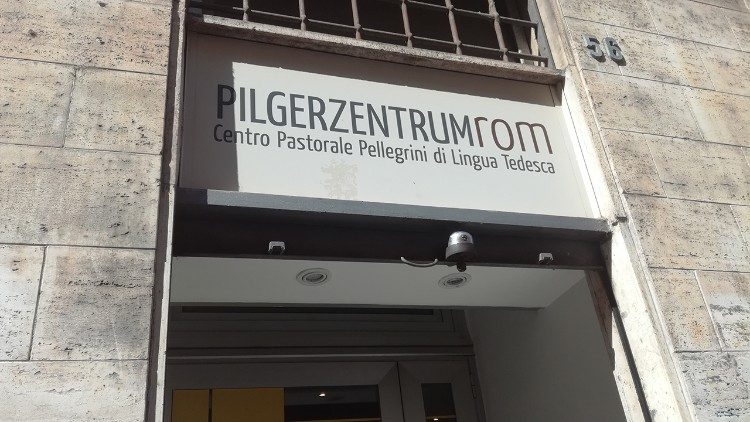 56
PILGERZENTRUMrom
Centro Pastorale Pellegrini di Lingua Tedesca